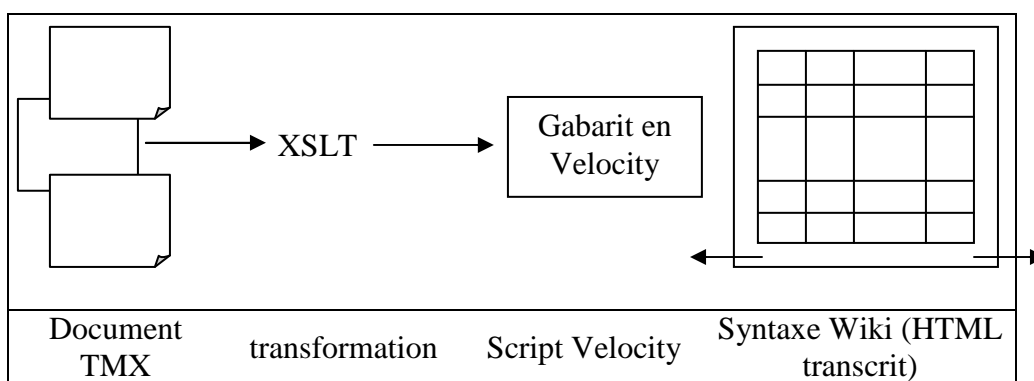 XSLT
Gabarit en
Velocity
Document
TMX
transformation
Script Velocity
Syntaxe Wiki (HTML
transcrit)